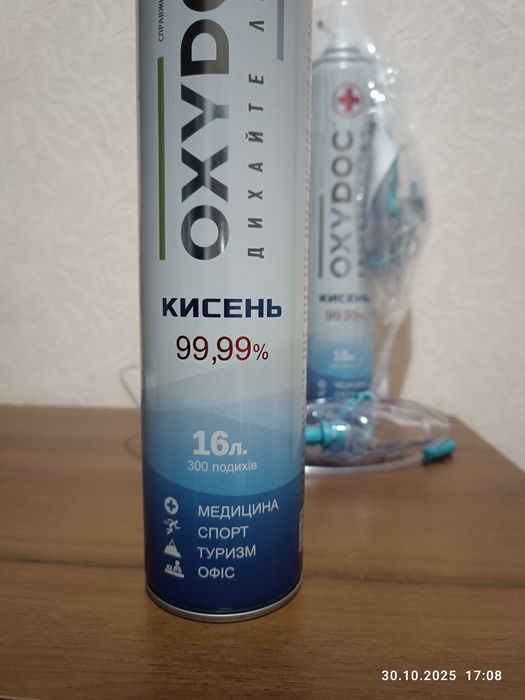 OXYDOC
ДИХАЙТЕ
КИСЕНЬ
99,99%
16л.
300 подихів
МЕДИЦИНА
СПОРТ
ТУРИЗМ
ОФІС
OXYDOC
КИСЕНЬ
99,99%
16л.
30.10.2025 17:08